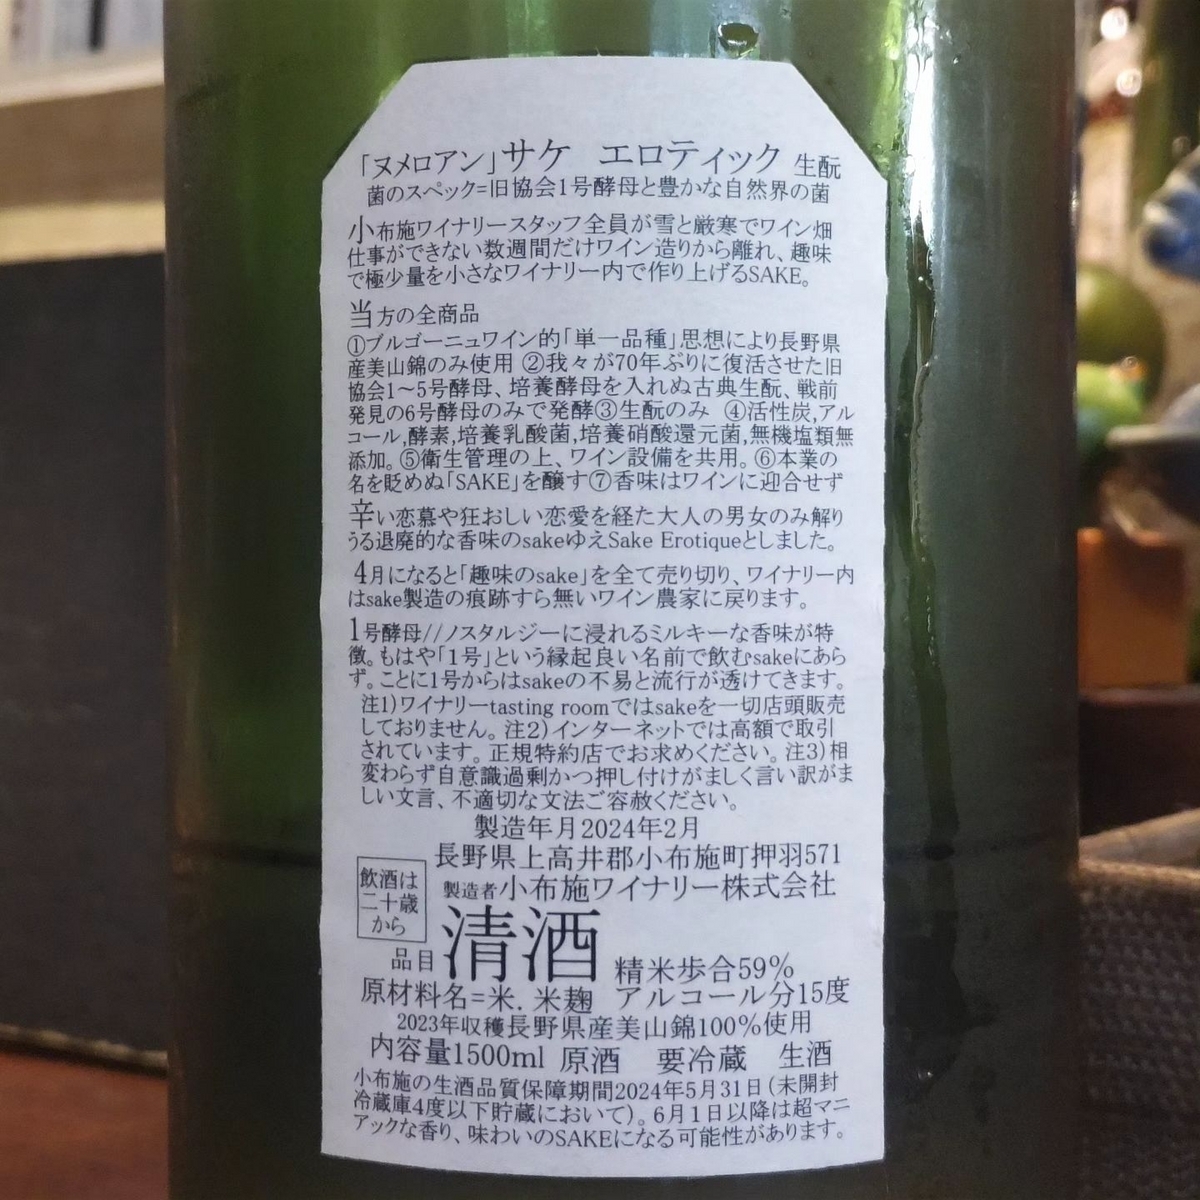 「ヌメロアン」サケ エロティック 生酛
菌のスペック=旧協会1号酵母と豊かな自然界の菌
小布施ワイナリースタッフ全員が雪と厳寒でワイン畑
仕事ができない数週間だけワイン造りから離れ、趣味
で極少量を小さなワイナリー内で作り上げるSAKE。
当方の全商品
①ブルゴーニュワイン的「単一品種」思想により長野県
産美山錦のみ使用 ②我々が70年ぶりに復活させた旧
協会1～5号酵母、培養酵母を入れぬ古典生酛、戦前
発見の6号酵母のみで発酵③生酛のみ ④活性炭,アル
コール,酵素,培養乳酸菌,培養硝酸還元菌,無機塩類無
添加。⑤衛生管理の上、ワイン設備を共用。⑥本業の
名を貶めぬ「SAKE」を醸す⑦香味はワインに迎合せず
辛い恋慕や狂おしい恋愛を経た大人の男女のみ解り
うる退廃的な香味のsakeゆえSake Erotiqueとしました。
4月になると「趣味のsake」を全て売り切り、ワイナリー内
はsake製造の痕跡すら無いワイン農家に戻ります。
1号酵母//ノスタルジーに浸れるミルキーな香味が特
徴。もはや「1号」という縁起良い名前で飲むsakeにあら
ず。ことに1号からはsakeの不易と流行が透けてきます。
注1)ワイナリーtasting roomではsakeを一切店頭販売
しておりません。注2)インターネットでは高額で取引
されています。正規特約店でお求めください。注3)相
変わらず自意識過剰かつ押し付けがましく言い訳がま
しい文言、不適切な文法ご容赦ください。
製造年月2024年2月
長野県上高井郡小布施町押羽571
製造者小布施ワイナリー株式会社
飲酒は
二十歳
から
品目 清酒 精米歩合59%
原材料名=米.米麹 アルコール分15度
2023年収穫長野県産美山錦100%使用
内容量1500ml 原酒 要冷蔵 生酒
小布施の生酒品質保障期間2024年5月31日(未開封
冷蔵庫4度以下貯蔵において)。6月1日以降は超マニ
アックな香り、味わいのSAKEになる可能性があります。